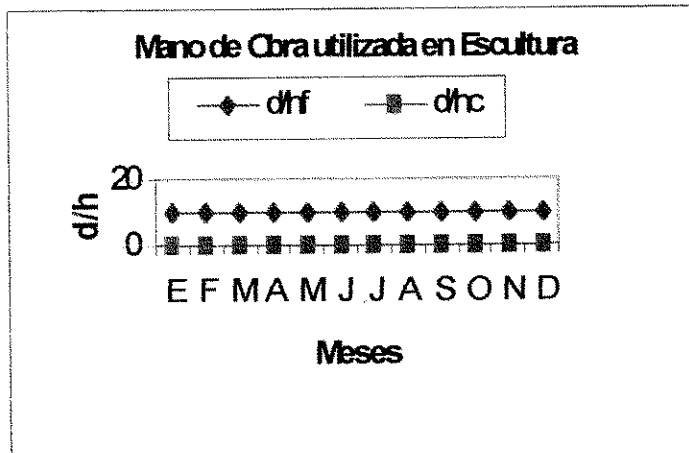 Mano de Obra utilizada en Escultura
d/hf d/hc
20
d/h
0
E F M A M J J A S O N D
Meses